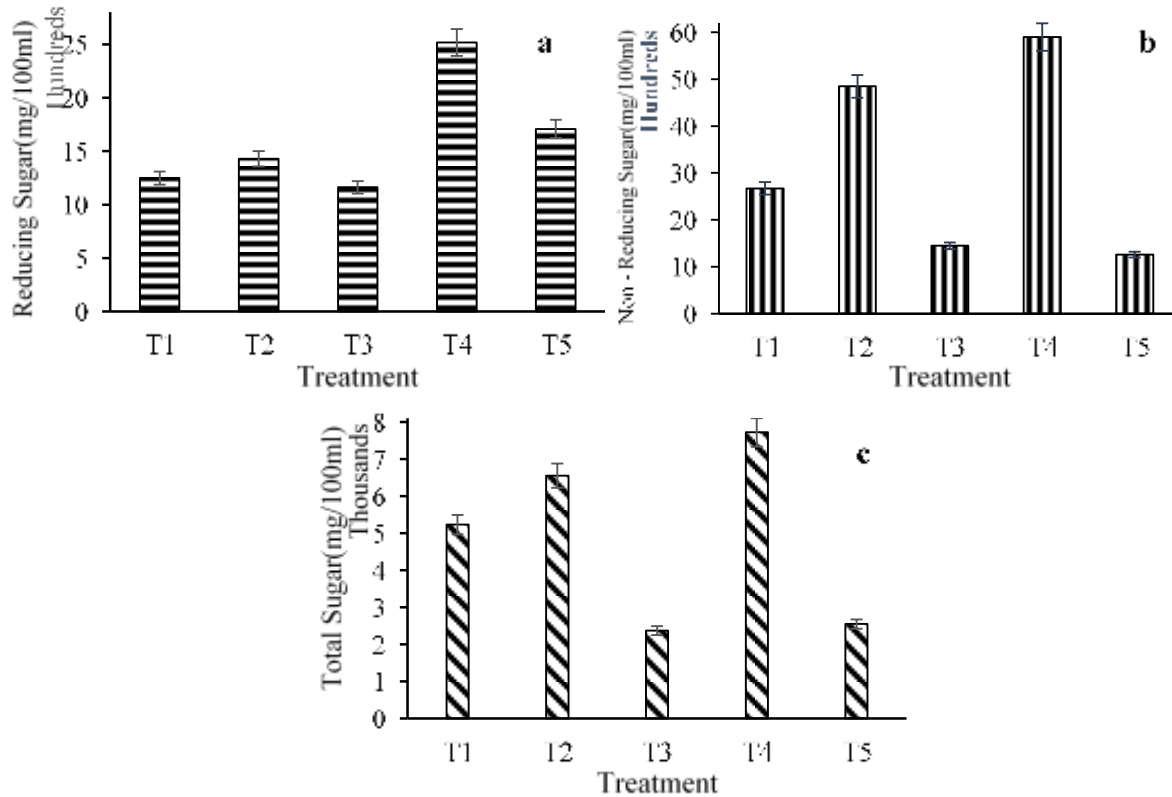 Reducing Sugar(mg/100ml)
Hundreds
25
20
15
10
5
0
a
T1 T2 T3 T4 T5
Treatment
Non - Reducing Sugar(mg/100ml)
Hundreds
60
50
40
30
20
10
0
b
T1 T2 T3 T4 T5
Treatment
Total Sugar(mg/100ml)
Thousands
8
7
6
5
4
3
2
1
0
c
T1 T2 T3 T4 T5
Treatment